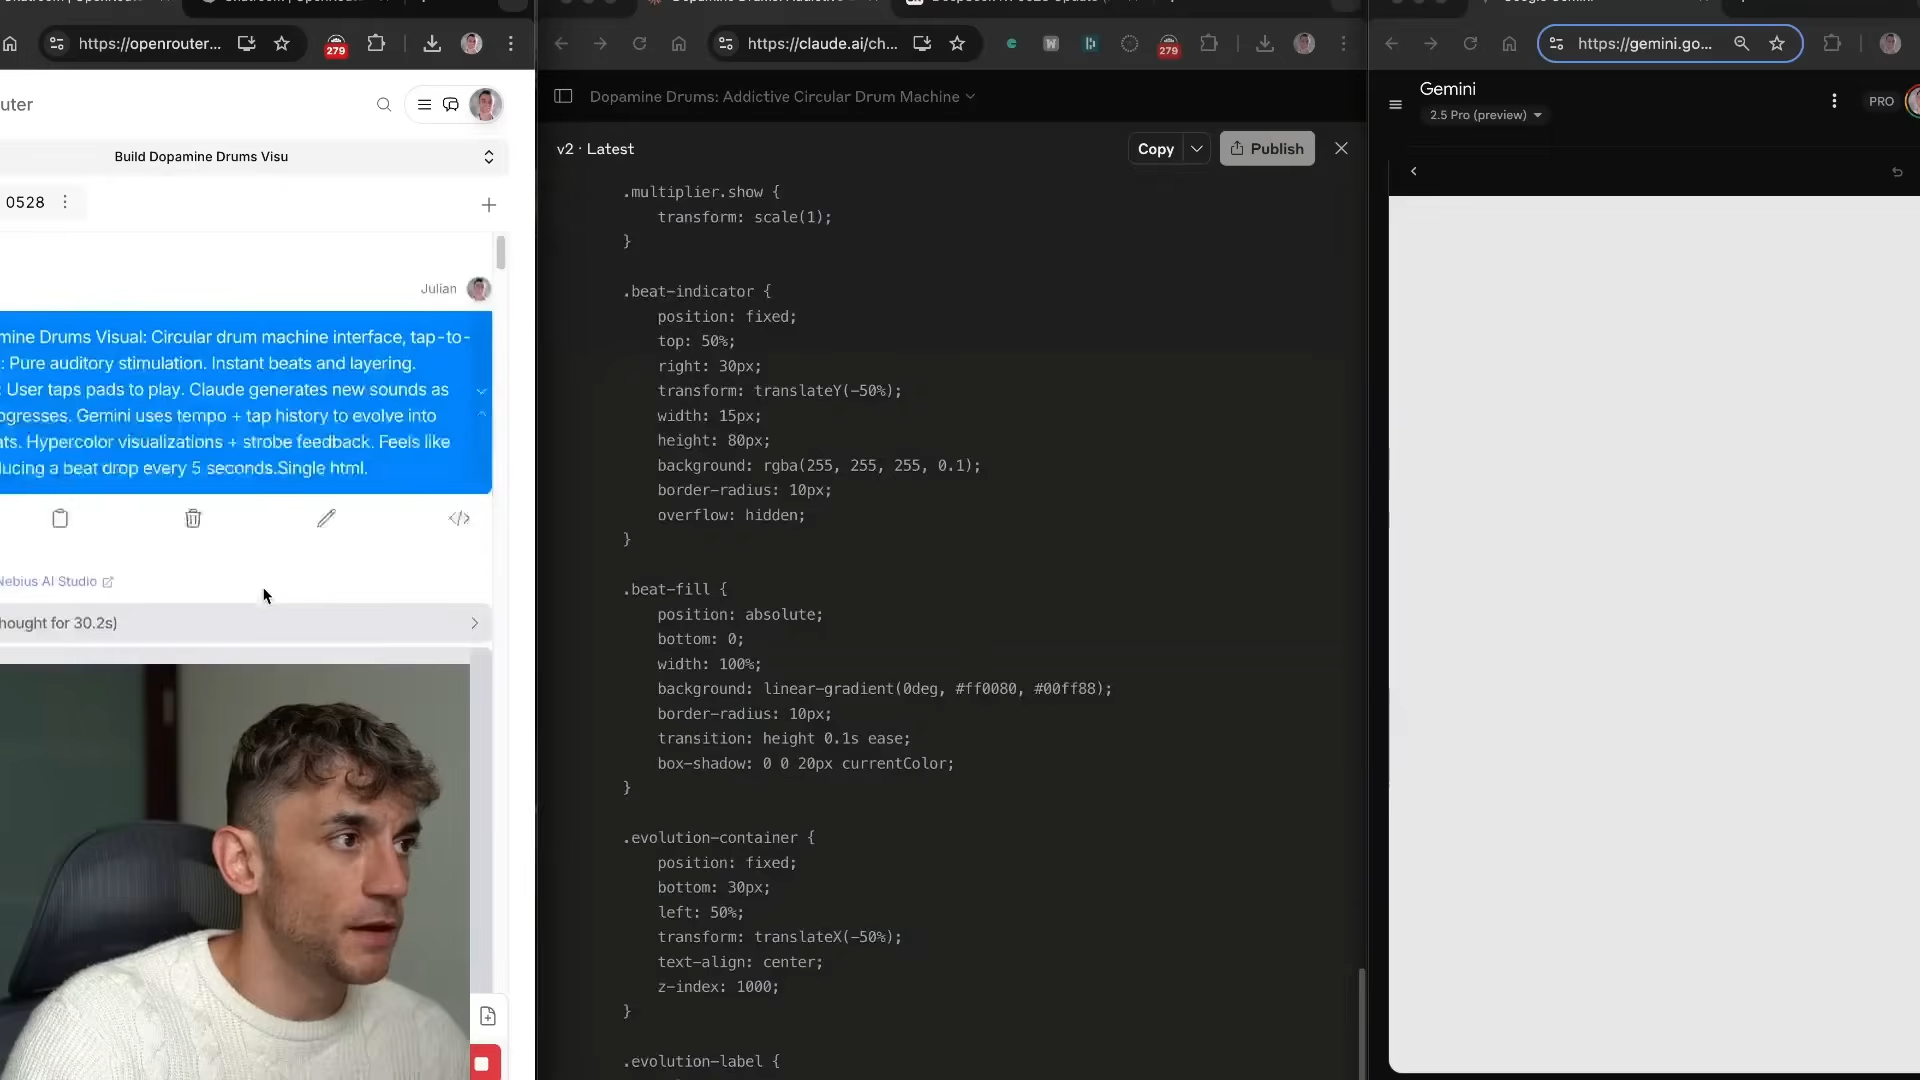 https://openrouter...
279
uter
Build Dopamine Drums Visu
0528
Julian
mine Drums Visual: Circular drum machine interface, tap-to-
: Pure auditory stimulation. Instant beats and layering.
: User taps pads to play. Claude generates new sounds as
ogresses. Gemini uses tempo + tap history to evolve into
ats. Hypercolor visualizations + strobe feedback. Feels like
ducing a beat drop every 5 seconds.Single html.
Nebius AI Studio
hought for 30.2s)
https://claude.ai/ch...
279
Dopamine Drums: Addictive Circular Drum Machine
v2 · Latest
Copy
Publish
.multiplier.show {
transform: scale(1);
}
.beat-indicator {
position: fixed;
top: 50%;
right: 30px;
transform: translateY(-50%);
width: 15px;
height: 80px;
background: rgba(255, 255, 255, 0.1);
border-radius: 10px;
overflow: hidden;
}
.beat-fill {
position: absolute;
bottom: 0;
width: 100%;
background: linear-gradient(0deg, #ff0080, #00ff88);
border-radius: 10px;
transition: height 0.1s ease;
box-shadow: 0 0 20px currentColor;
}
.evolution-container {
position: fixed;
bottom: 30px;
left: 50%;
transform: translateX(-50%);
text-align: center;
z-index: 1000;
}
.evolution-label {
https://gemini.go...
Gemini
2.5 Pro (preview)
PRO